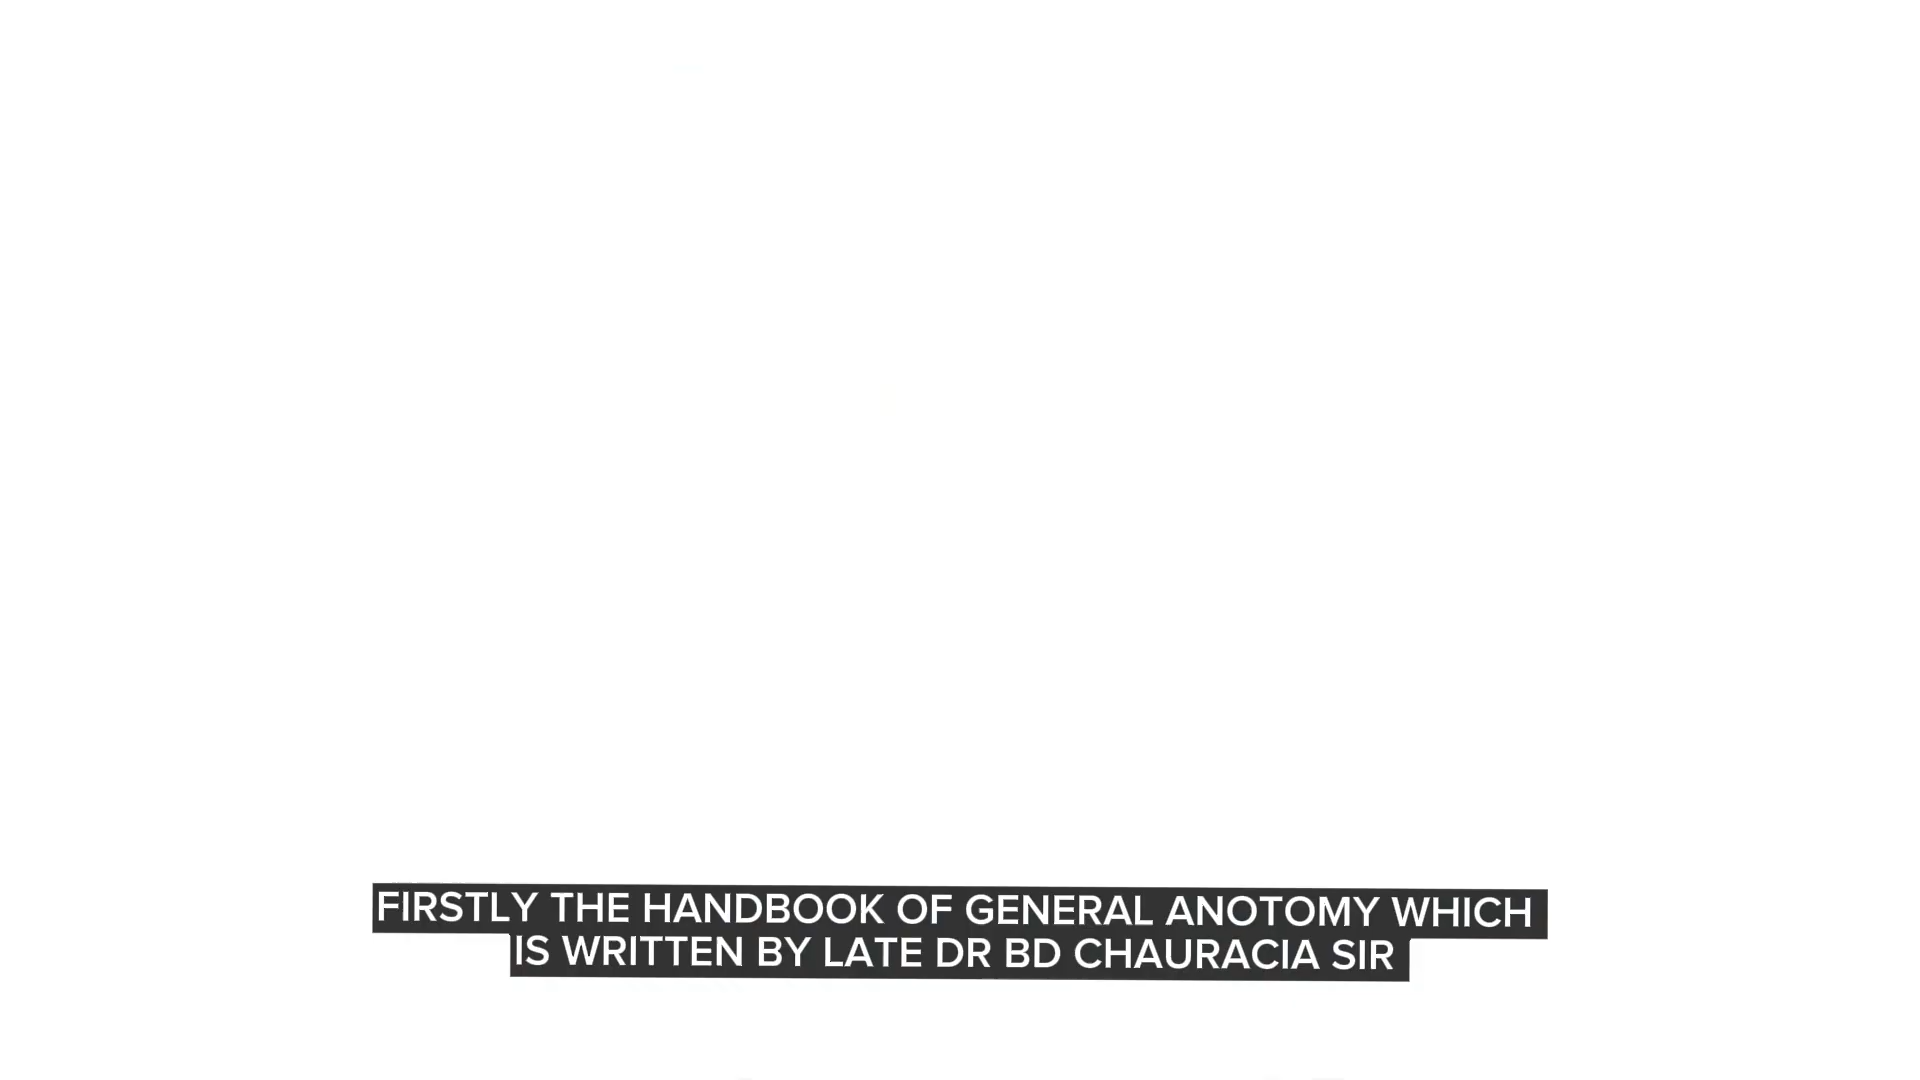 FIRSTLY THE HANDBOOK OF GENERAL ANOTOMY WHICH
IS WRITTEN BY LATE DR BD CHAURACIA SIR